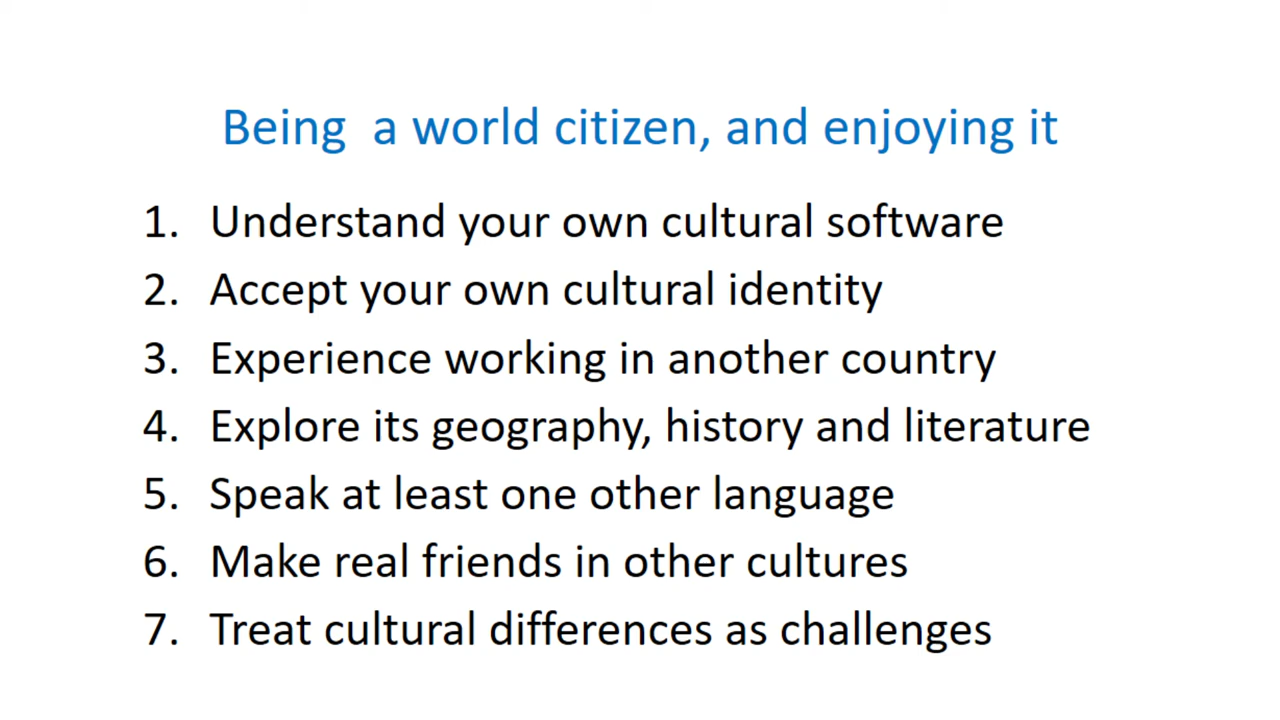 Being  a world citizen, and enjoying it
1. Understand your own cultural software
2. Accept your own cultural identity
3. Experience working in another country
4. Explore its geography, history and literature
5. Speak at least one other language
6. Make real friends in other cultures
7. Treat cultural differences as challenges